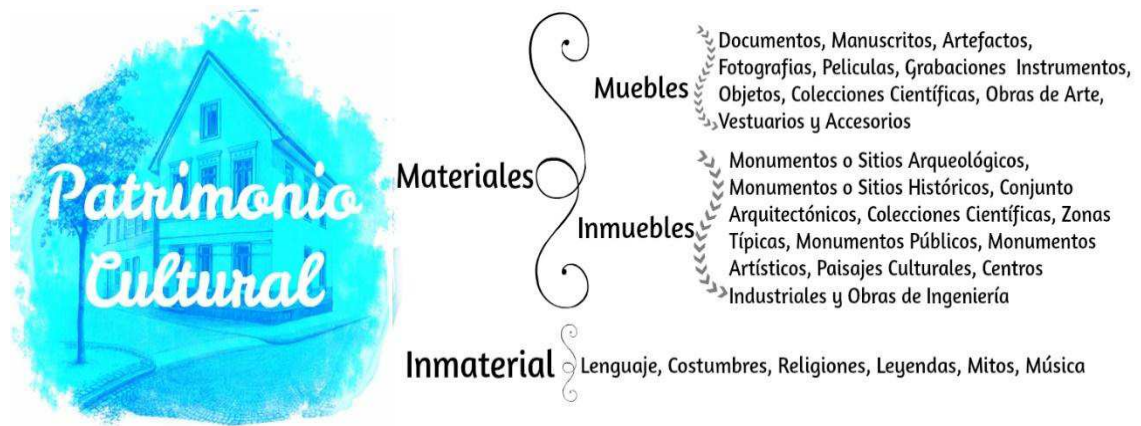 Patrimonio
Cultural
Materiales
Muebles
Documentos, Manuscritos, Artefactos,
Fotografias, Peliculas, Grabaciones Instrumentos,
Objetos, Colecciones Científicas, Obras de Arte,
Vestuarios y Accesorios
Inmuebles
Monumentos o Sitios Arqueológicos,
Monumentos o Sitios Históricos, Conjunto
Arquitectónicos, Colecciones Científicas, Zonas
Típicas, Monumentos Públicos, Monumentos
Artísticos, Paisajes Culturales, Centros
Industriales y Obras de Ingeniería
Inmaterial
Lenguaje, Costumbres, Religiones, Leyendas, Mitos, Música